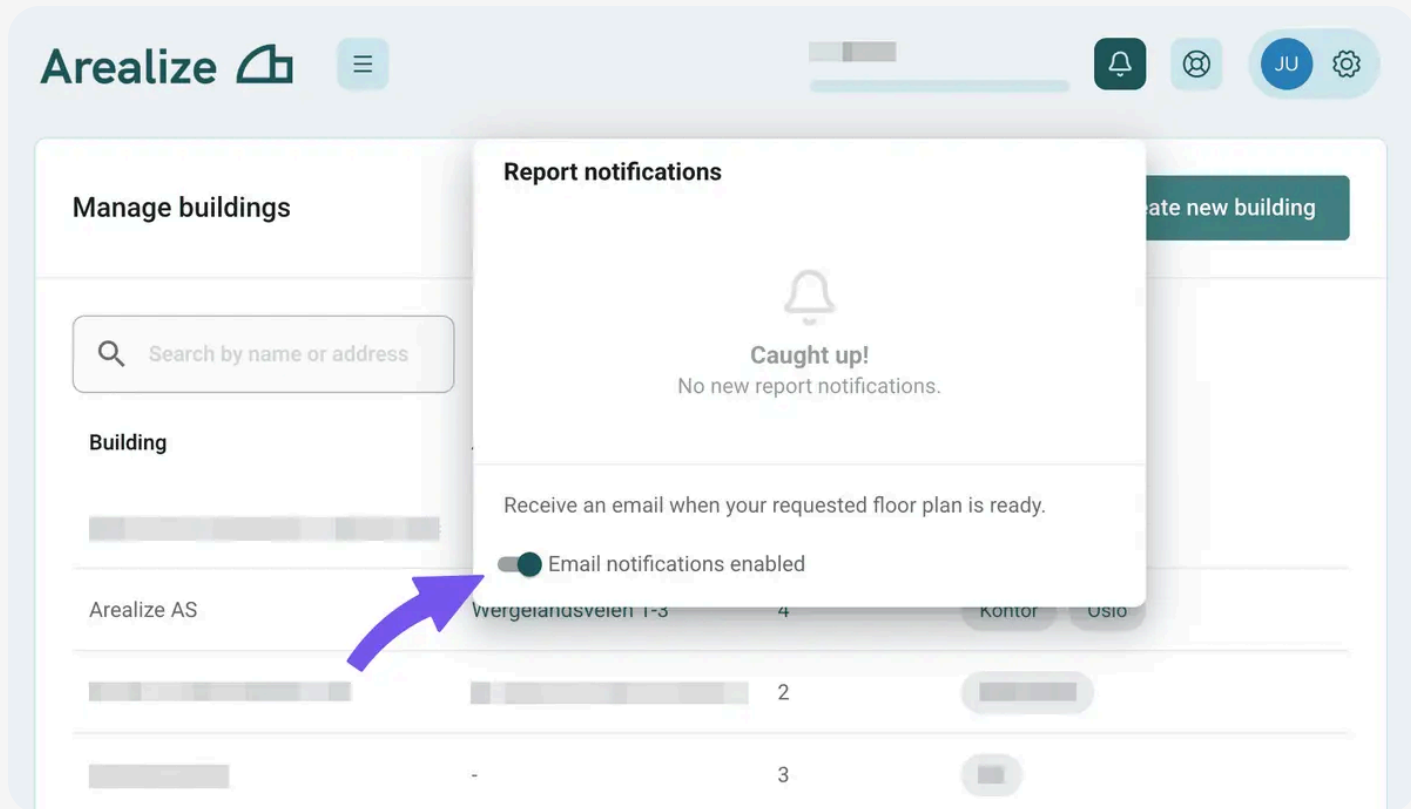 Arealize
JU
Report notifications
Manage buildings
ate new building
Caught up!
Search by name or address
No new report notifications.
Building
Receive an email when your requested floor plan is ready.
Email notifications enabled
Arealize AS
Wergelandsveien 1-3
4
Kontor
Oslo
2
-
3